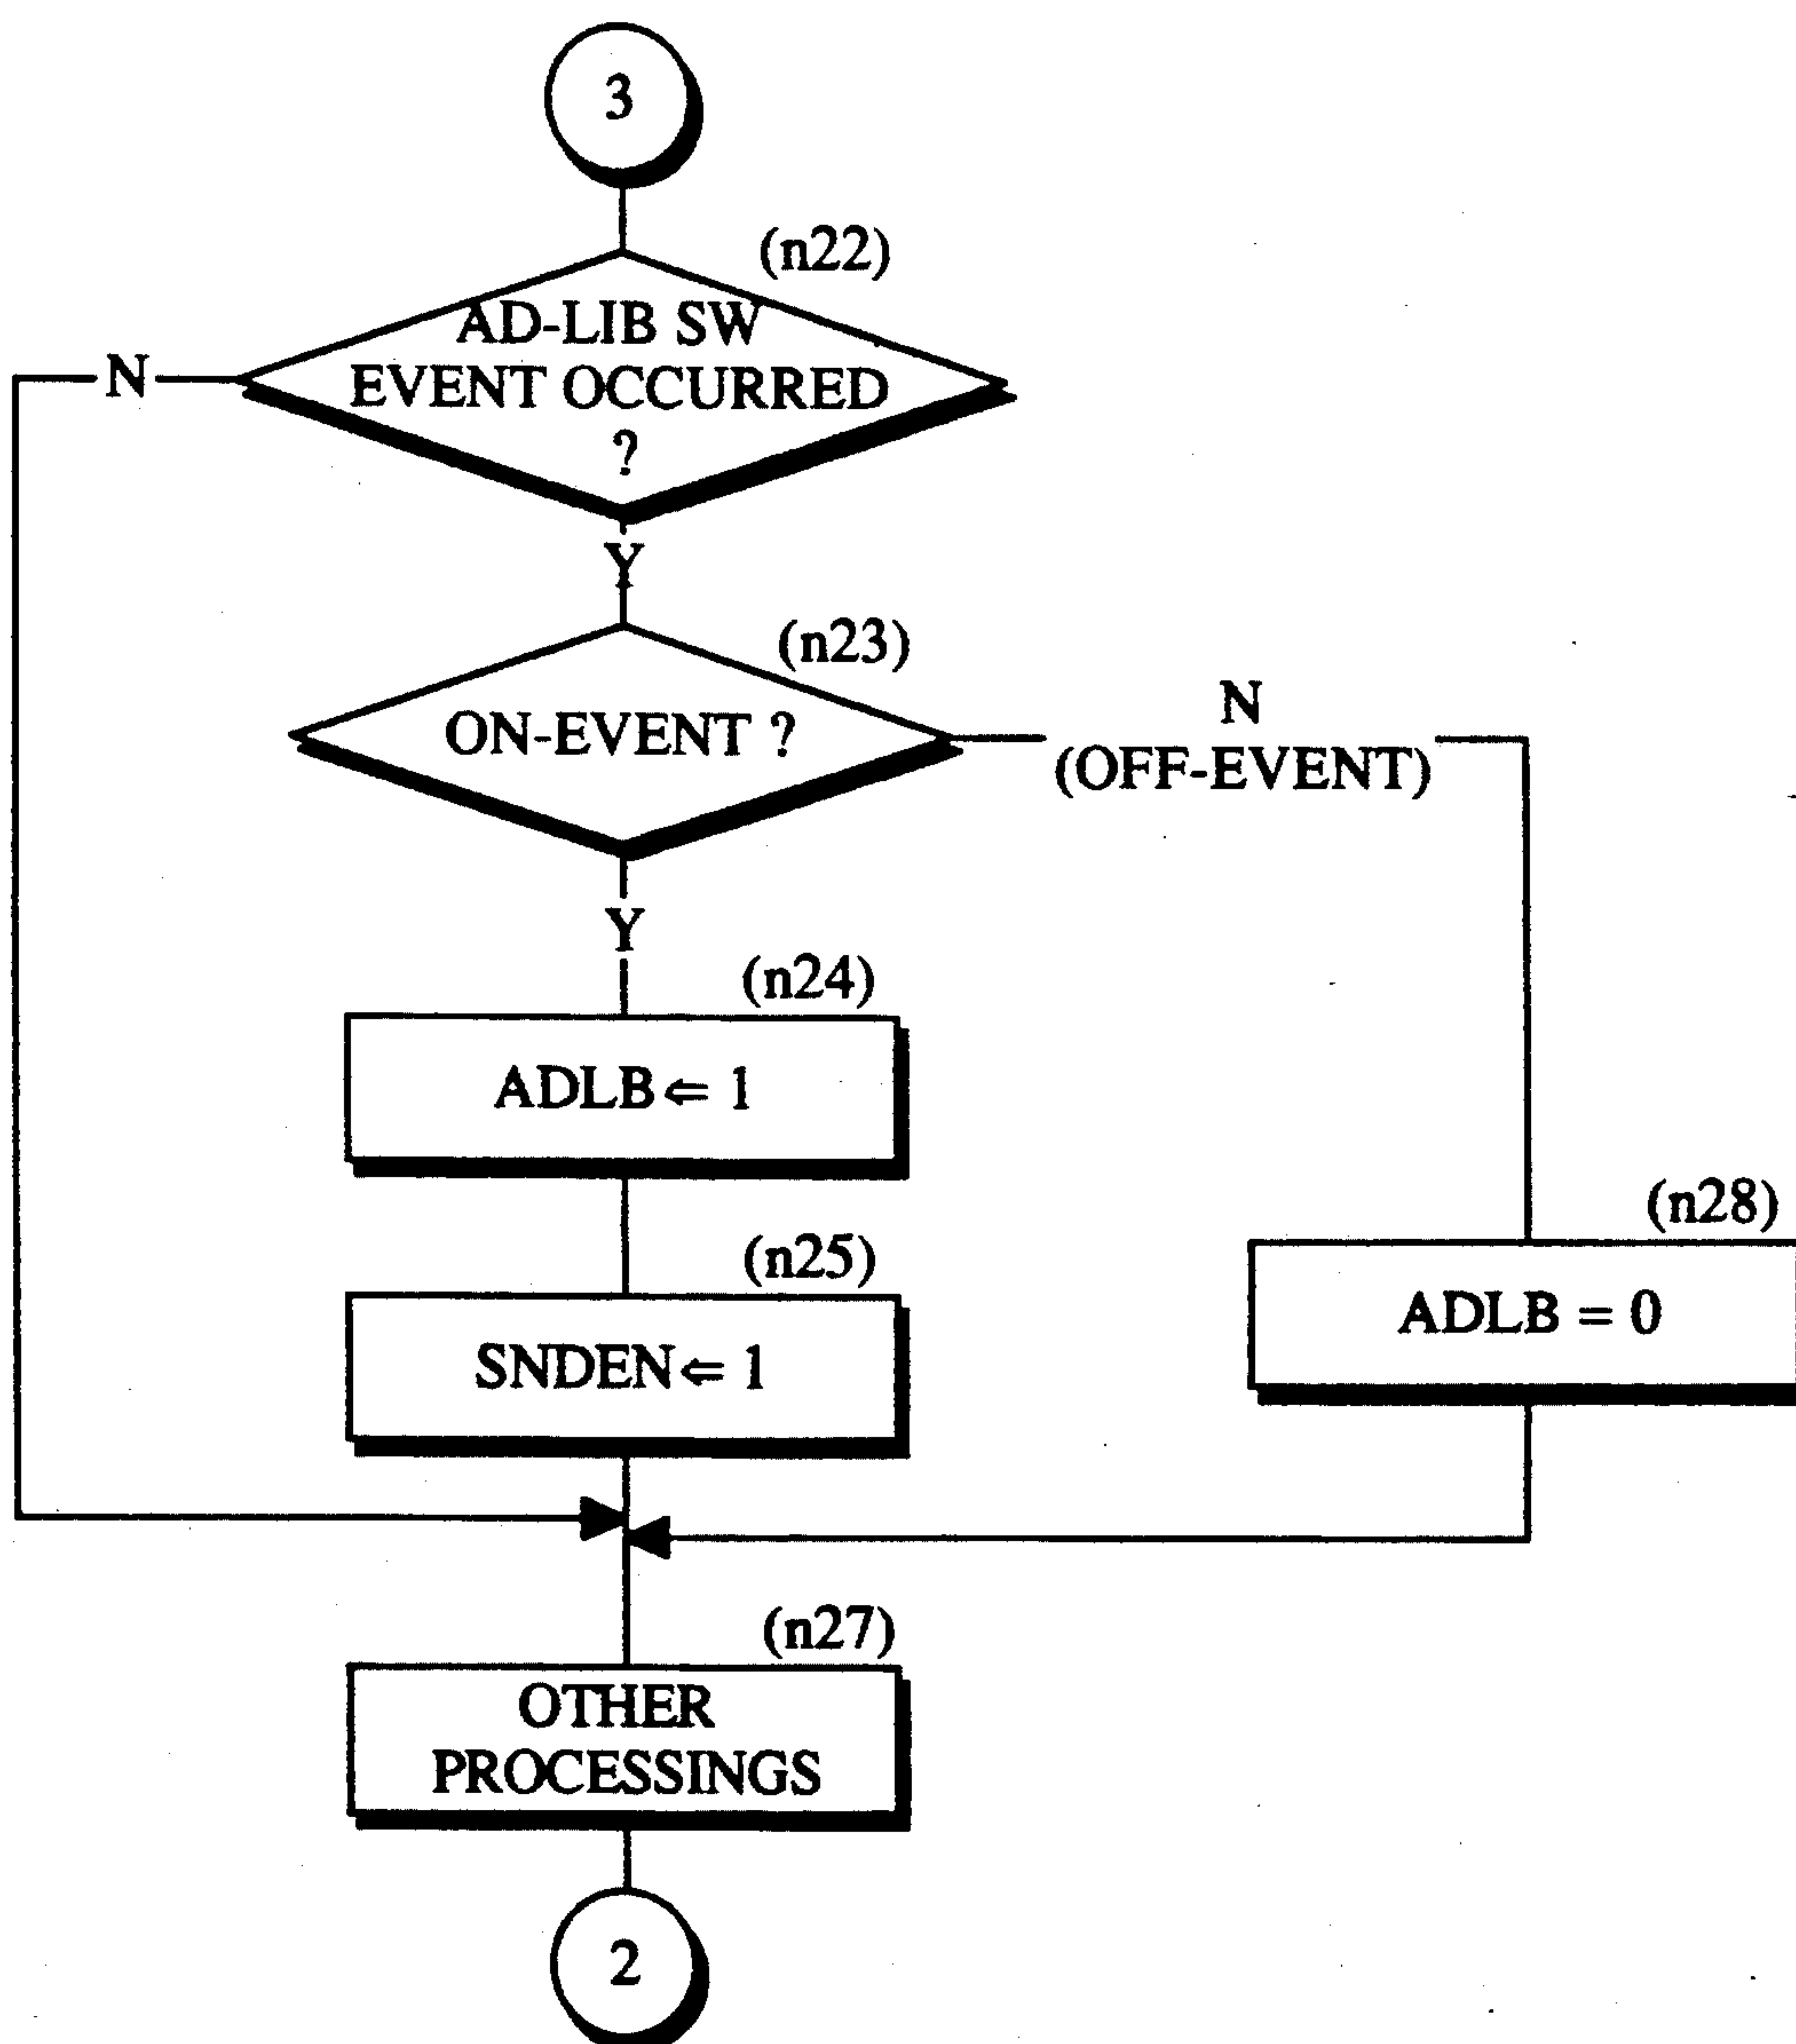 3
(n22)
AD-LIB SW
EVENT OCCURRED
?
N
Y
(n23)
ON-EVENT ?
N
(OFF-EVENT)
Y
(n24)
ADLB ⇐ 1
(n25)
SNDEN ⇐ 1
(n28)
ADLB = 0
(n27)
OTHER
PROCESSINGS
2